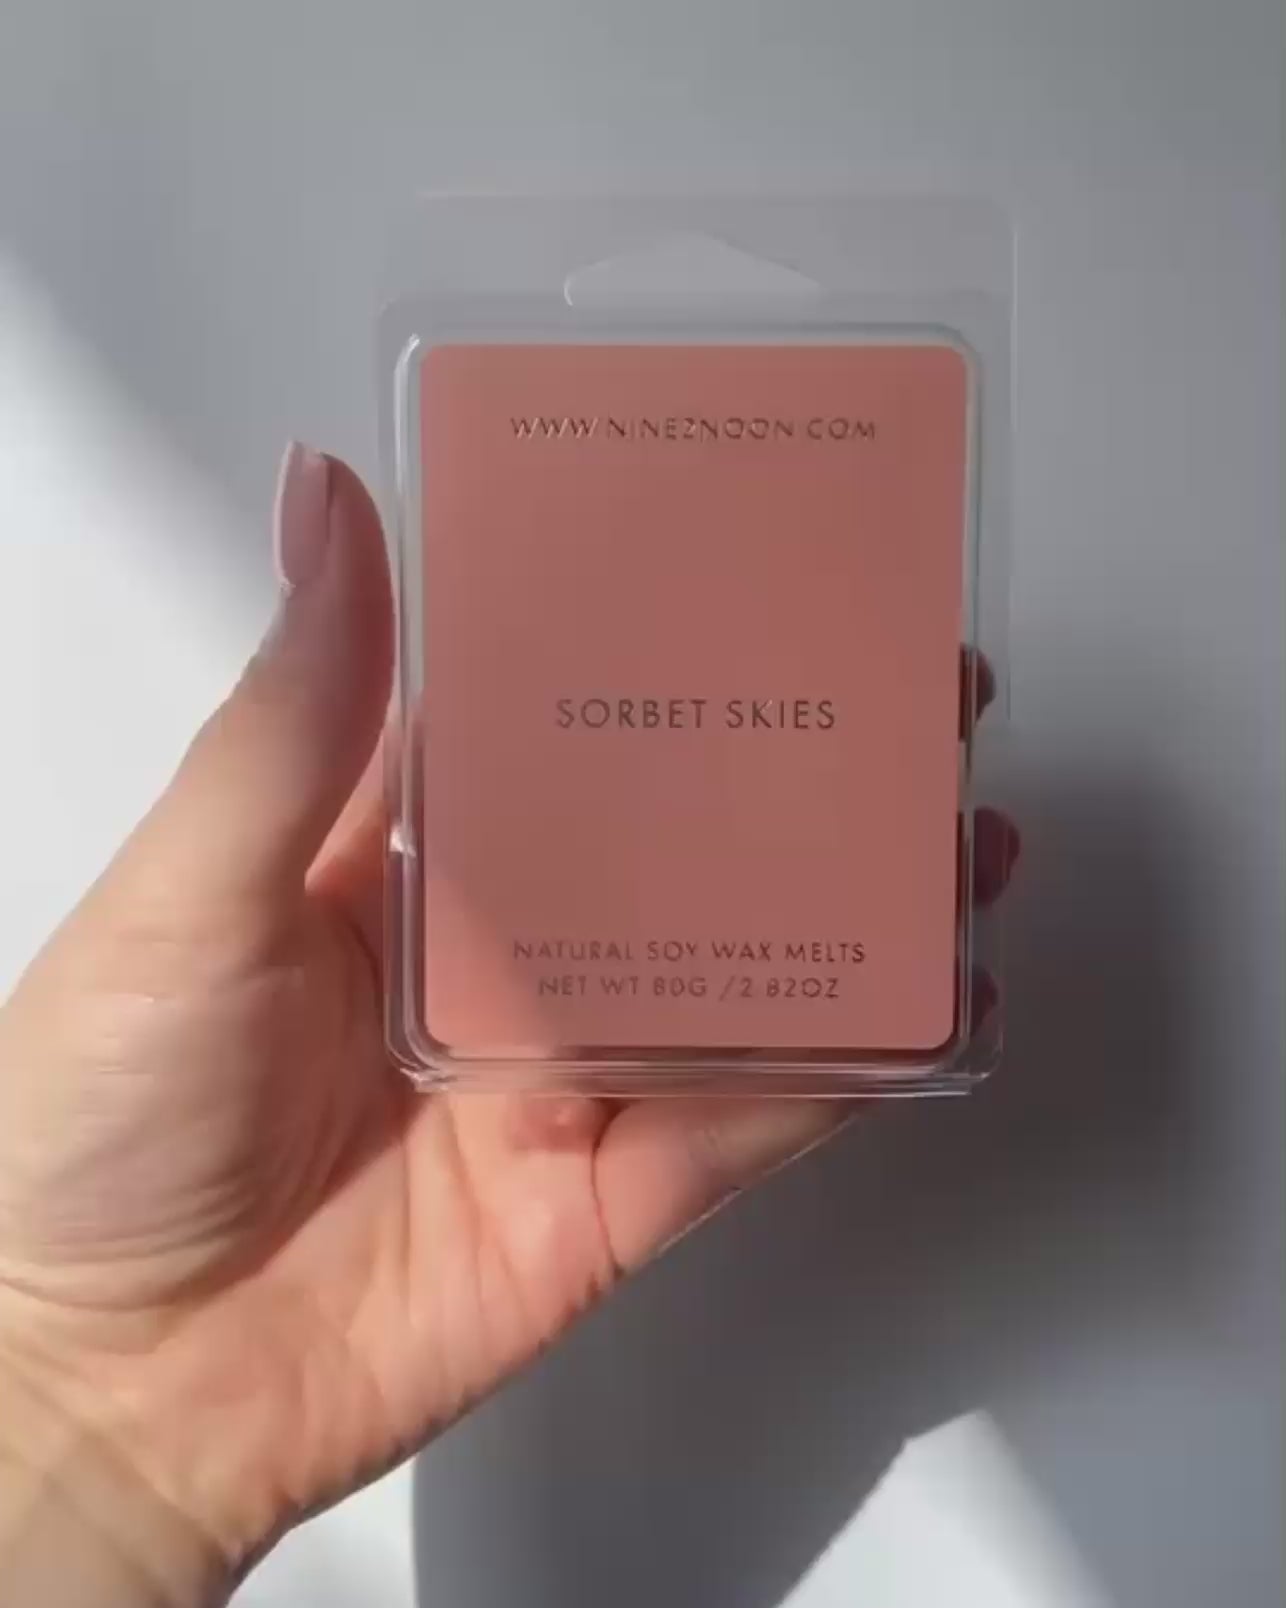 WWW.NINE2NOON.COM
SORBET SKIES
NATURAL SOY WAX MELTS
NET WT 80G /2.82OZ